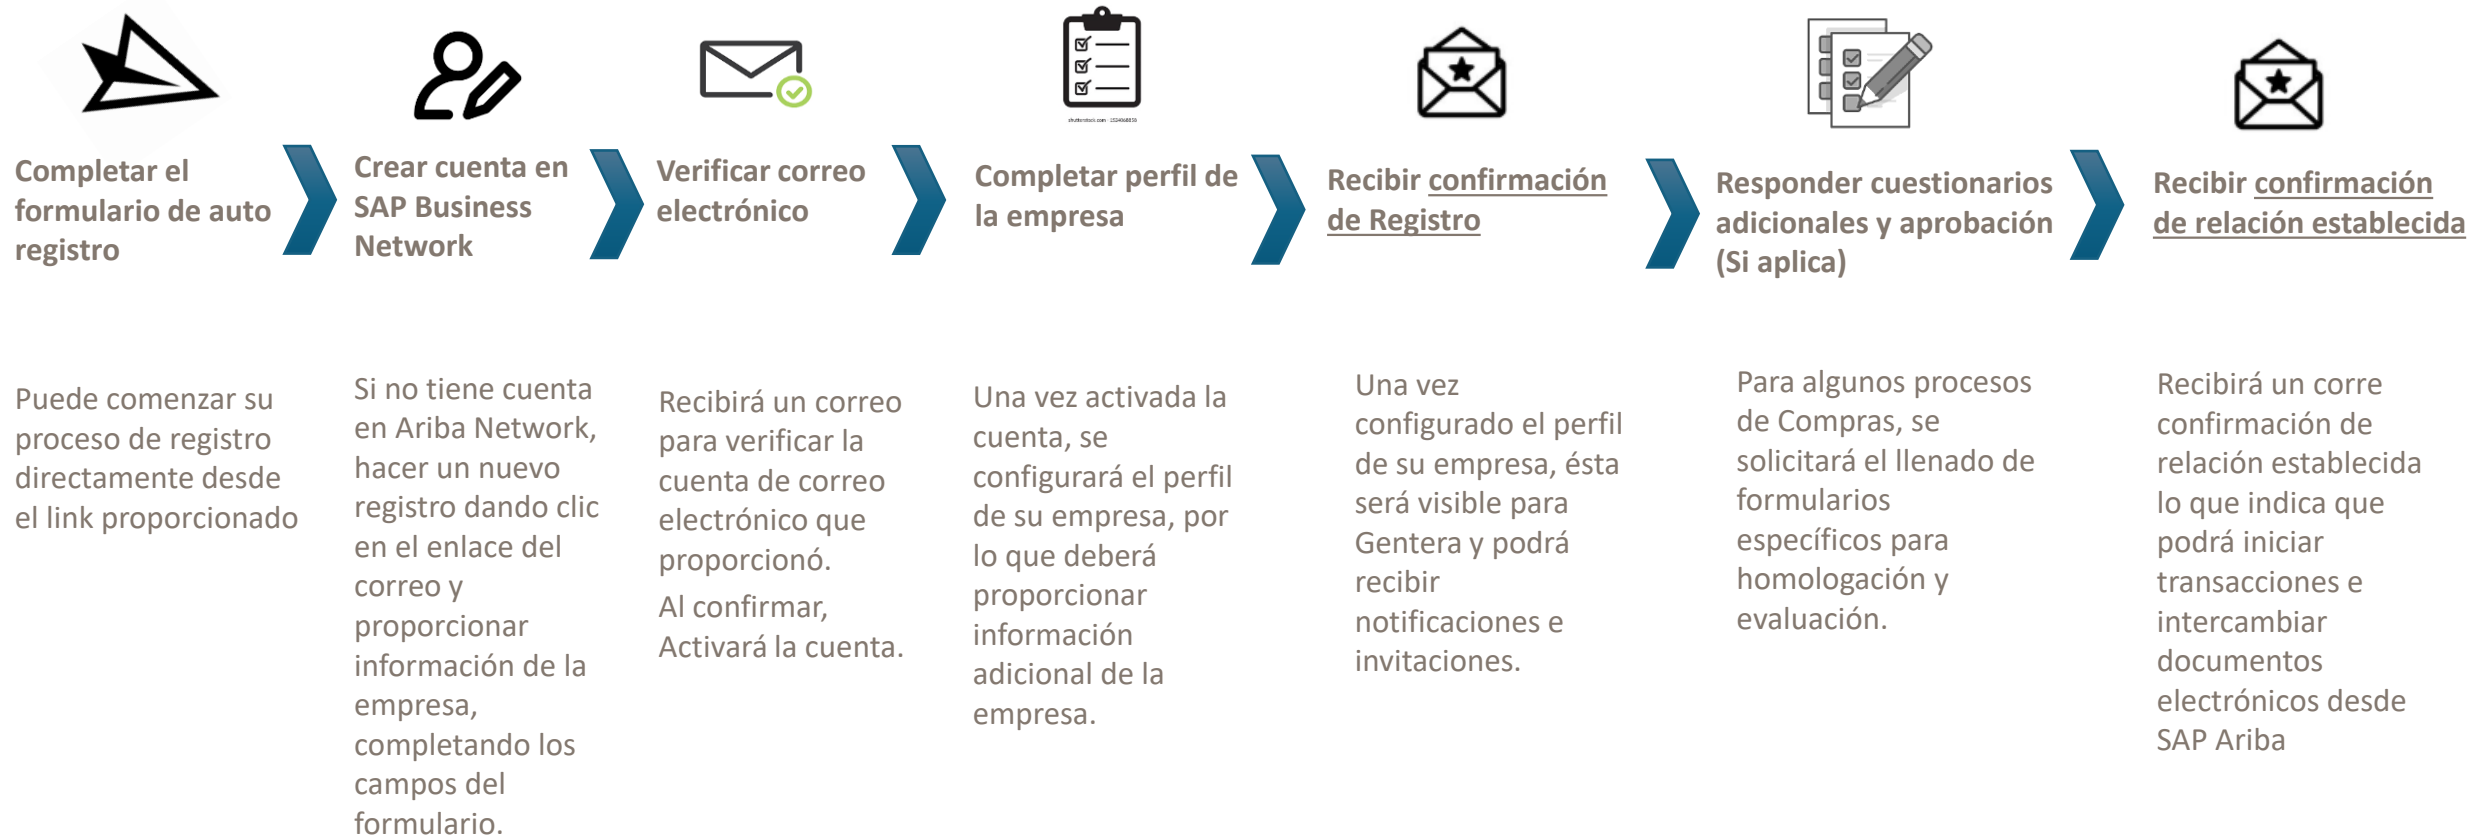 shutterstock.com · 1524068858
Completar el
formulario de auto
registro
Crear cuenta en
SAP Business
Network
Verificar correo
electrónico
Completar perfil de
la empresa
Recibir confirmación
de Registro
Responder cuestionarios
adicionales y aprobación
(Si aplica)
Recibir confirmación
de relación establecida
Puede comenzar su
proceso de registro
directamente desde
el link proporcionado
Si no tiene cuenta
en Ariba Network,
hacer un nuevo
registro dando clic
en el enlace del
correo y
proporcionar
información de la
empresa,
completando los
campos del
formulario.
Recibirá un correo
para verificar la
cuenta de correo
electrónico que
proporcionó.
Al confirmar,
Activará la cuenta.
Una vez activada la
cuenta, se
configurará el perfil
de su empresa, por
lo que deberá
proporcionar
información
adicional de la
empresa.
Una vez
configurado el perfil
de su empresa, ésta
será visible para
Gentera y podrá
recibir
notificaciones e
invitaciones.
Para algunos procesos
de Compras, se
solicitará el llenado de
formularios
específicos para
homologación y
evaluación.
Recibirá un corre
confirmación de
relación establecida
lo que indica que
podrá iniciar
transacciones e
intercambiar
documentos
electrónicos desde
SAP Ariba